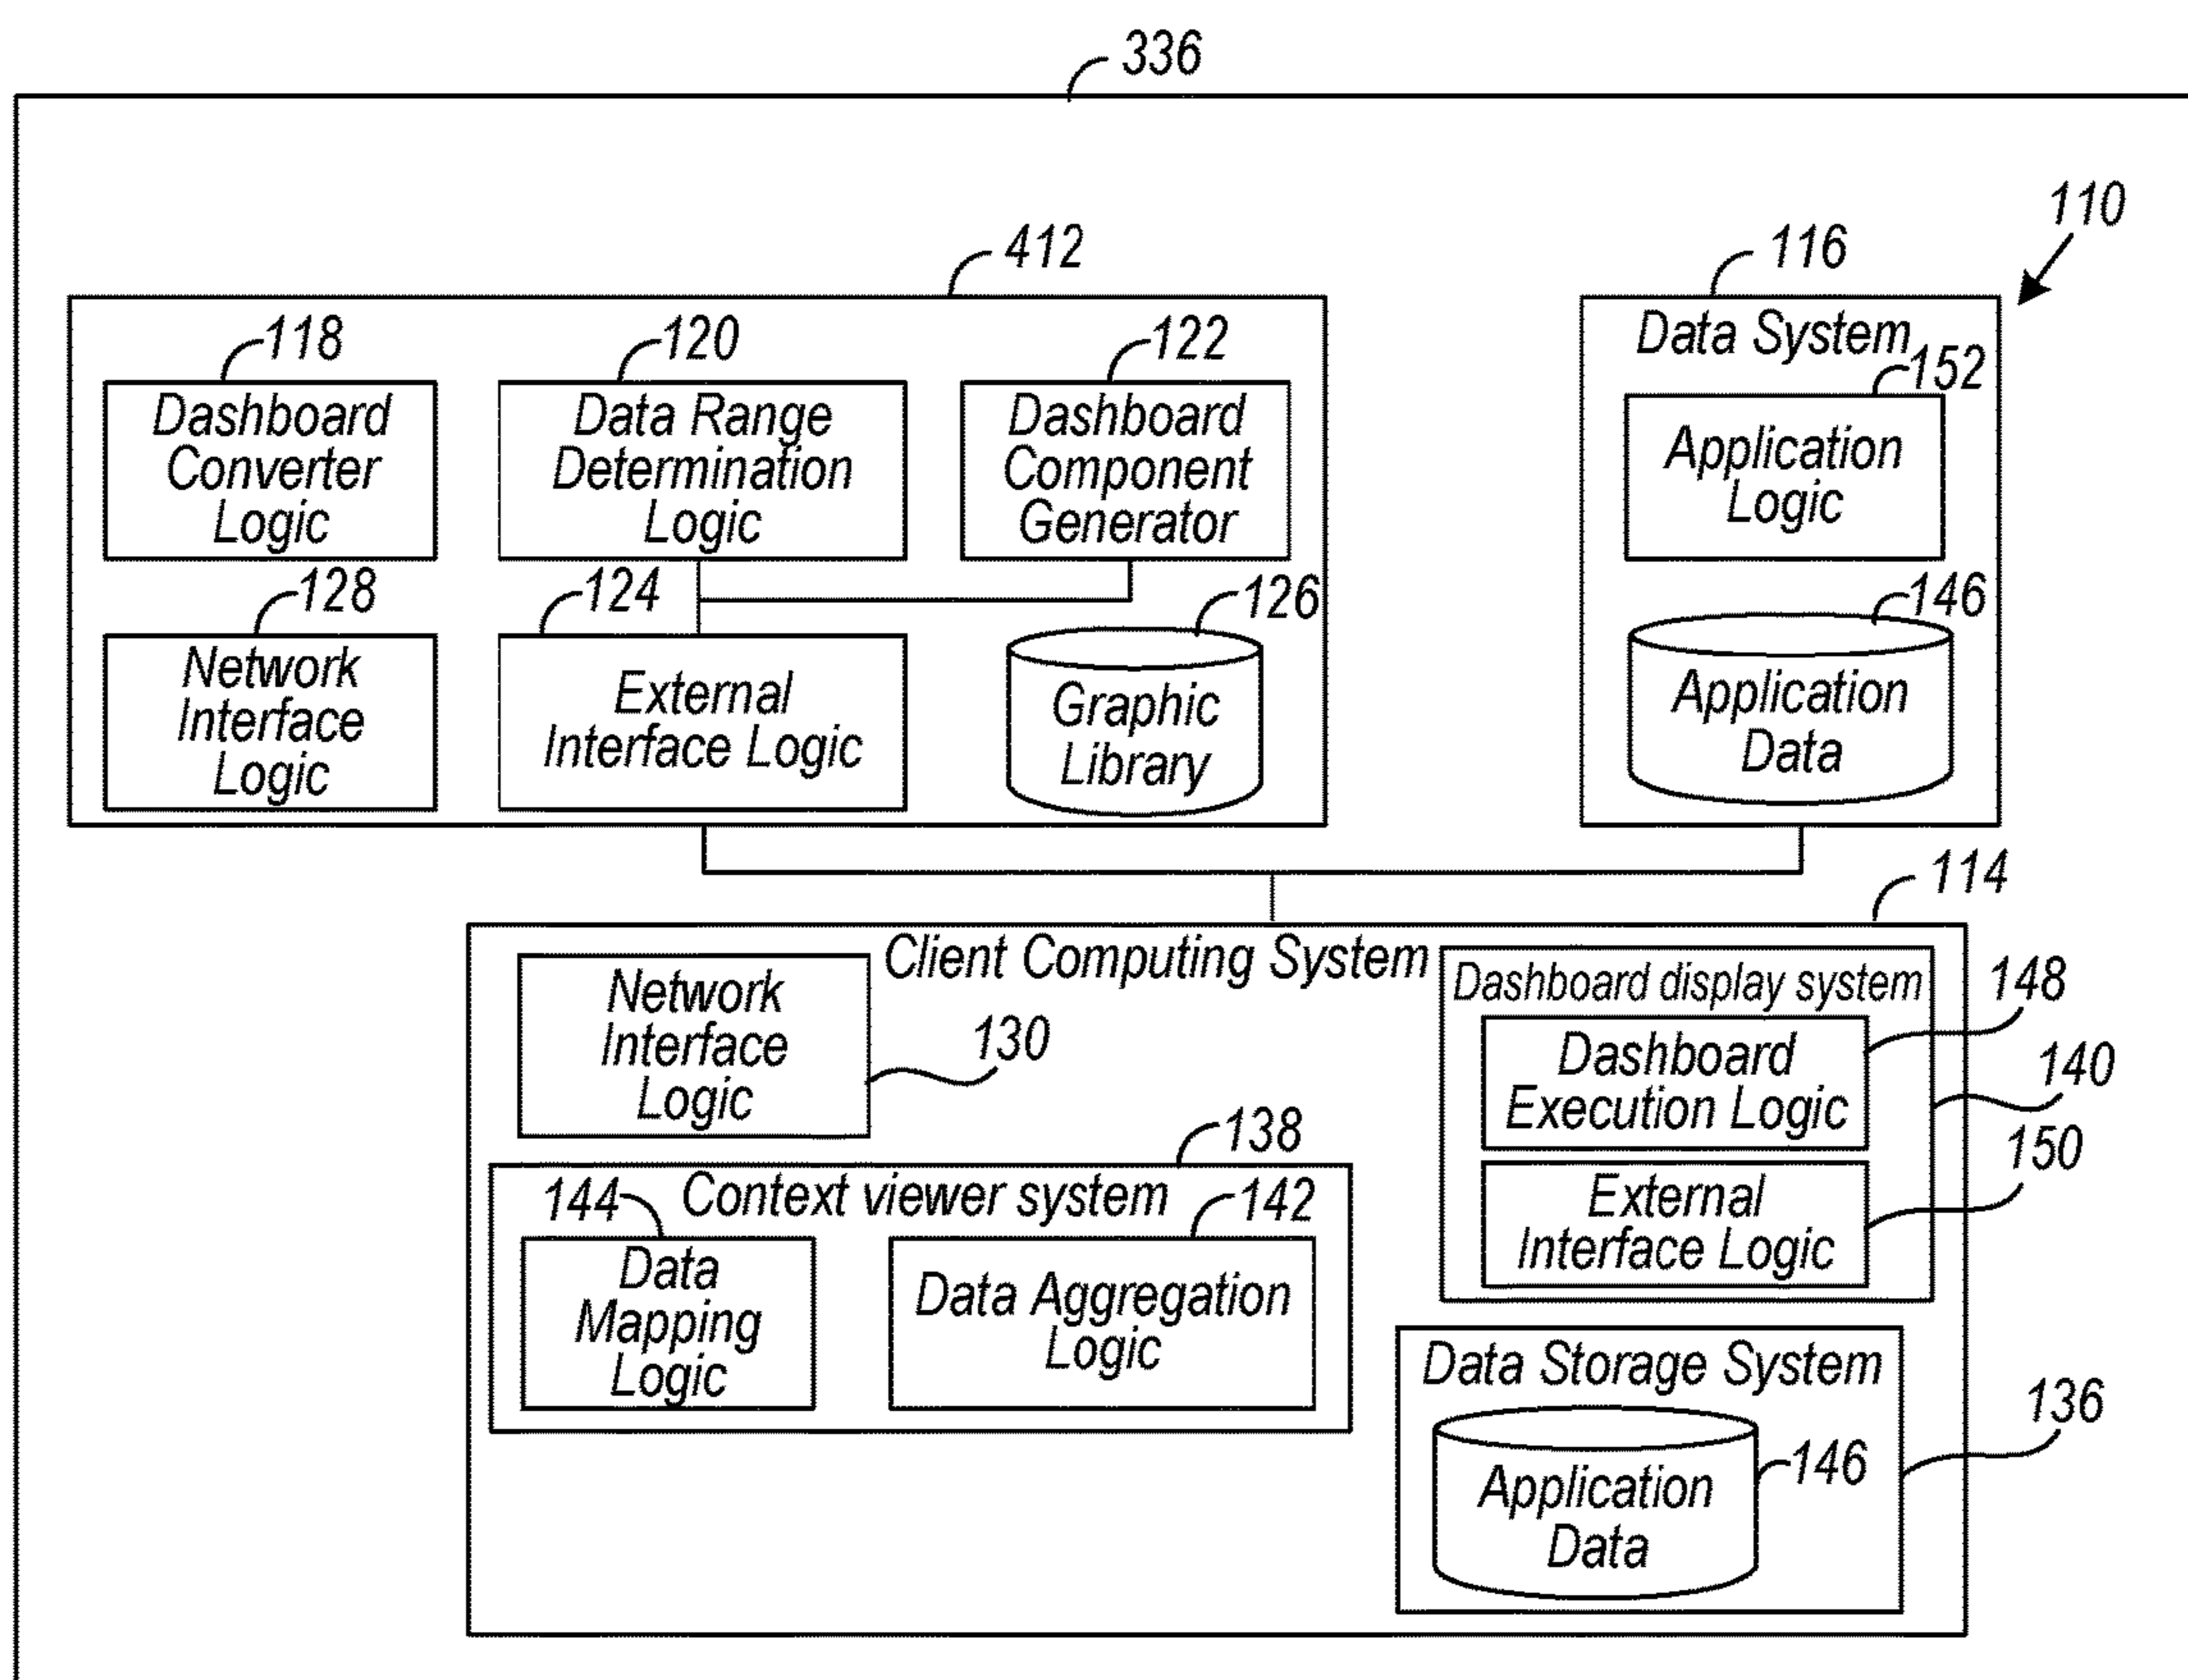 336
110
412
116
118
120
122
Data System
152
Dashboard
Converter
Logic
Data Range
Determination
Logic
Dashboard
Component
Generator
Application
Logic
128
124
126
146
Network
Interface
Logic
External
Interface Logic
Graphic
Library
Application
Data
114
Client Computing System
Network
Interface
Logic
130
Dashboard display system
148
Dashboard
Execution Logic
140
150
External
Interface Logic
138
Context viewer system
144
142
Data
Mapping
Logic
Data Aggregation
Logic
Data Storage System
136
146
Application
Data